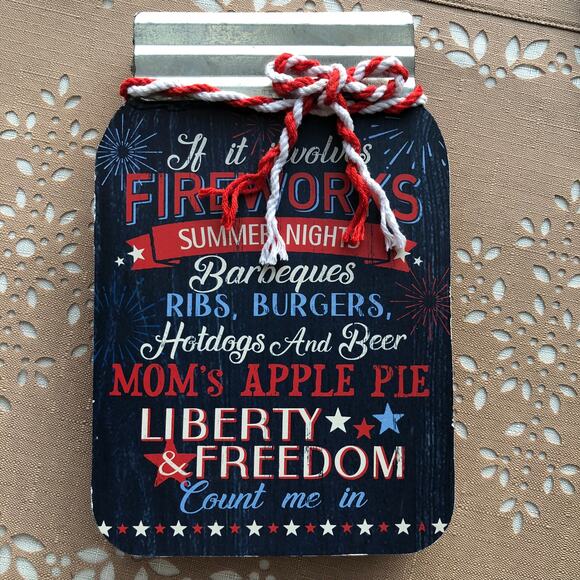 If it involves
FIREWORKS
SUMMER NIGHTS
Barbeques
RIBS, BURGERS,
Hotdogs And Beer
MOM'S APPLE PIE
LIBERTY
& FREEDOM
Count me in